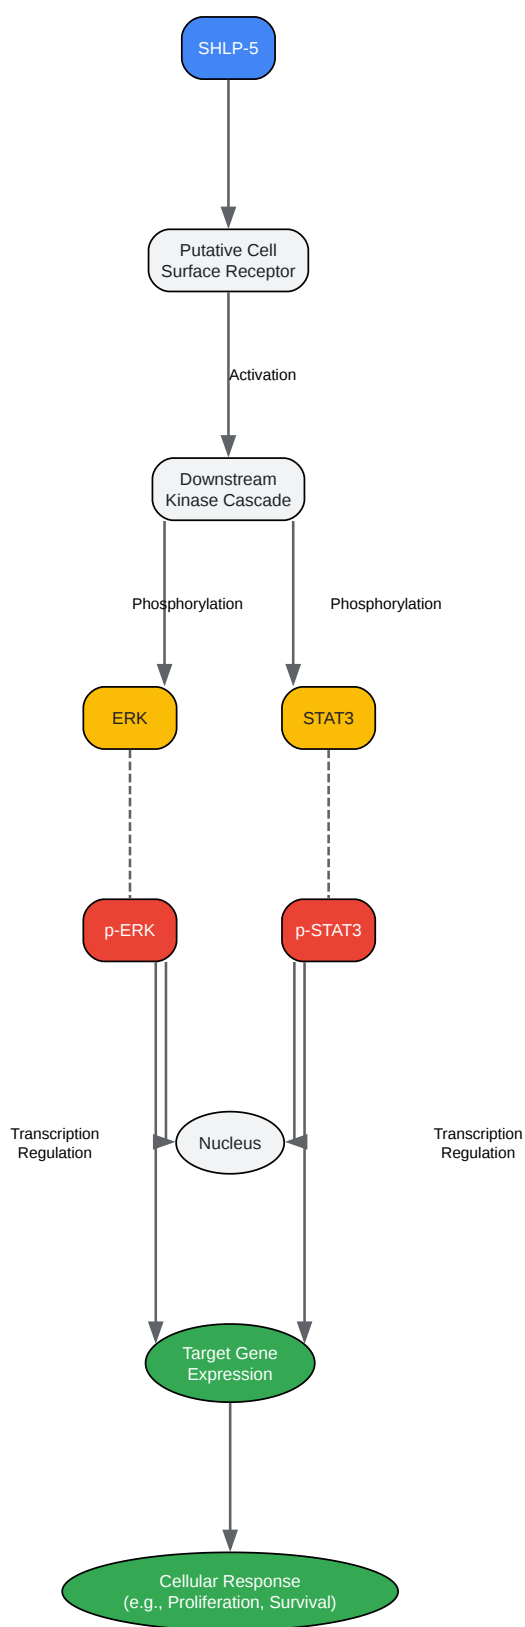 SHLP-5
Putative Cell
Surface Receptor
Activation
Downstream
Kinase Cascade
Phosphorylation
Phosphorylation
ERK
STAT3
p-ERK
p-STAT3
Transcription
Regulation
Nucleus
Transcription
Regulation
Target Gene
Expression
Cellular Response
(e.g., Proliferation, Survival)